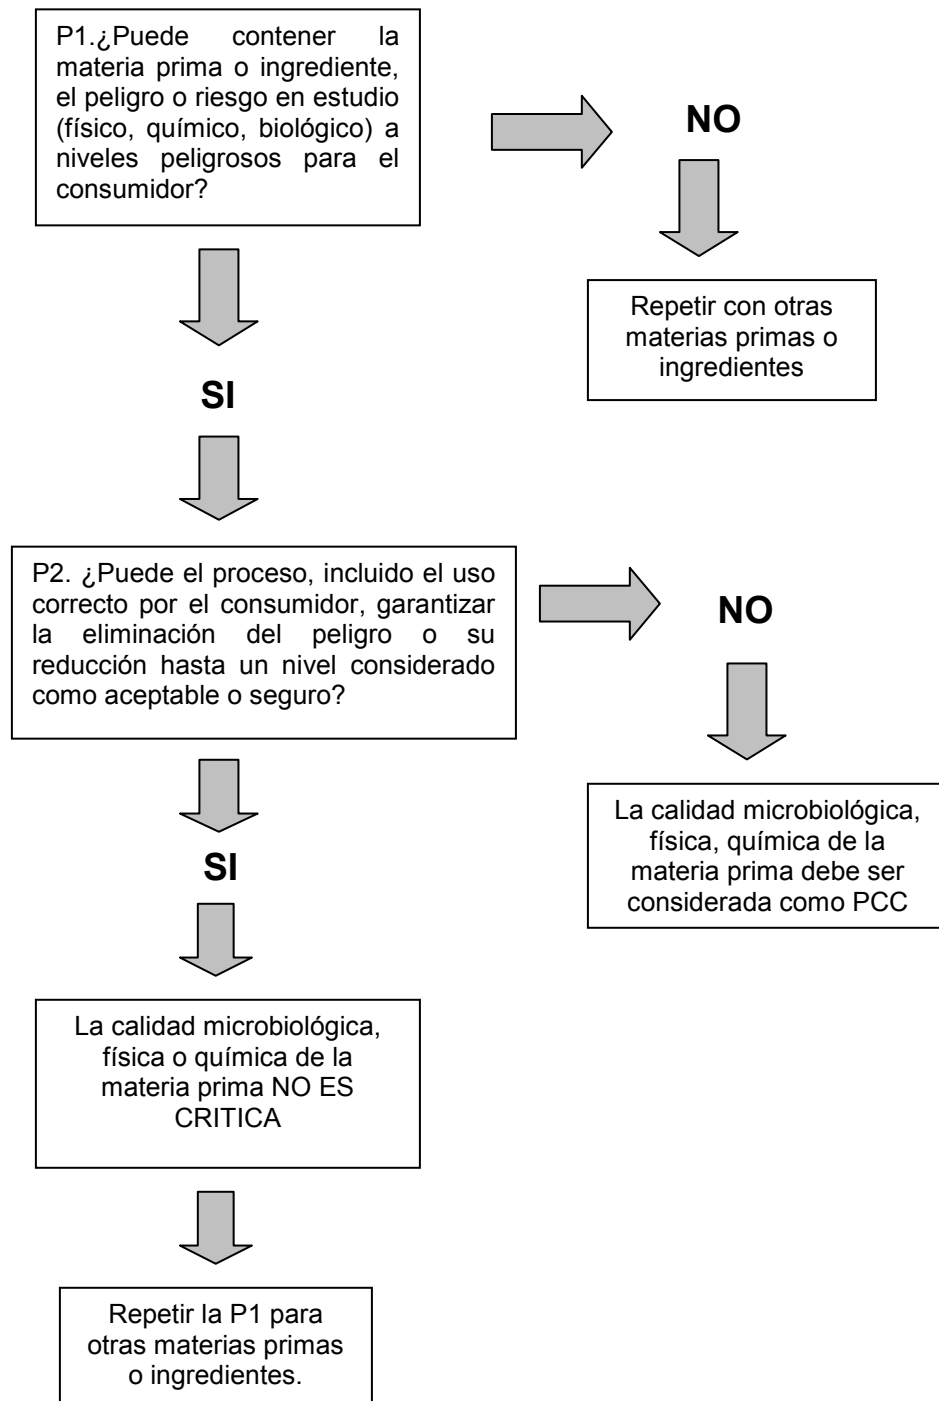 P1.¿Puede contener la
materia prima o ingrediente,
el peligro o riesgo en estudio
(físico, químico, biológico) a
niveles peligrosos para el
consumidor?
NO
Repetir con otras
materias primas o
ingredientes
SI
P2. ¿Puede el proceso, incluido el uso
correcto por el consumidor, garantizar
la eliminación del peligro o su
reducción hasta un nivel considerado
como aceptable o seguro?
NO
La calidad microbiológica,
física, química de la
materia prima debe ser
considerada como PCC
SI
La calidad microbiológica,
física o química de la
materia prima NO ES
CRITICA
Repetir la P1 para
otras materias primas
o ingredientes.